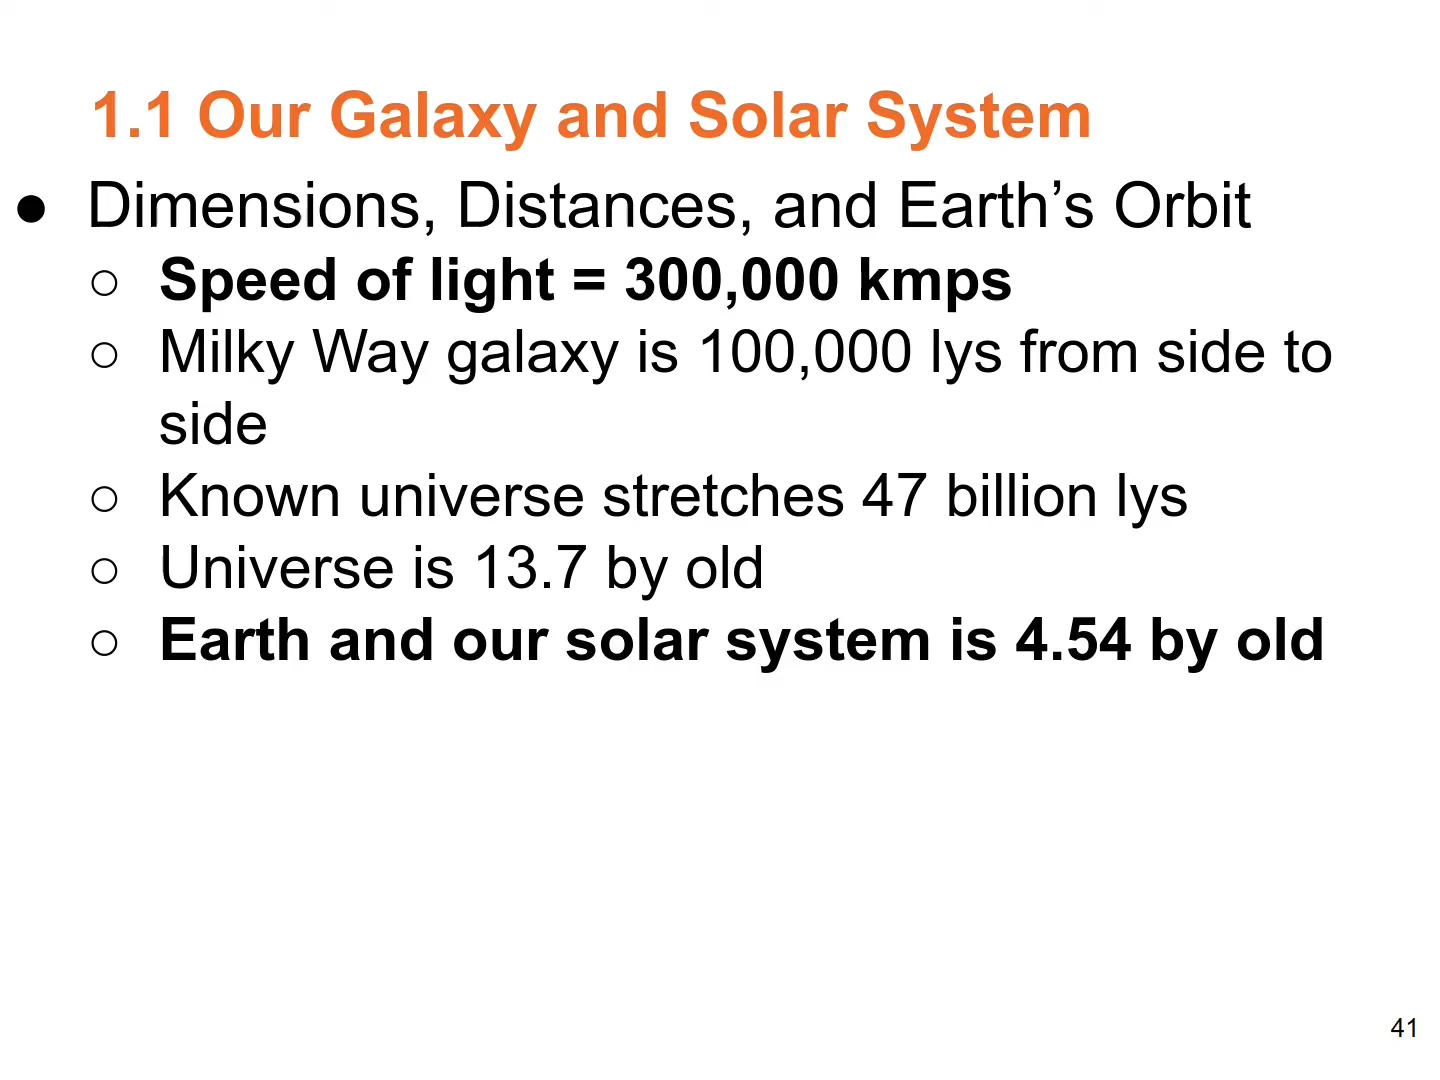 1.1 Our Galaxy and Solar System
● Dimensions, Distances, and Earth’s Orbit
○ Speed of light = 300,000 kmps
○ Milky Way galaxy is 100,000 lys from side to
side
○ Known universe stretches 47 billion lys
○ Universe is 13.7 by old
○ Earth and our solar system is 4.54 by old
41